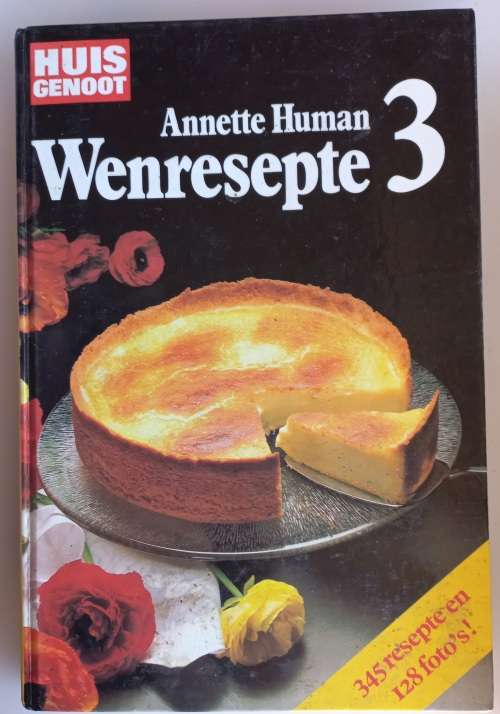 HUIS
GENOOT
Annette Human
Wenresepte 3
345 resepte en
128 foto's!